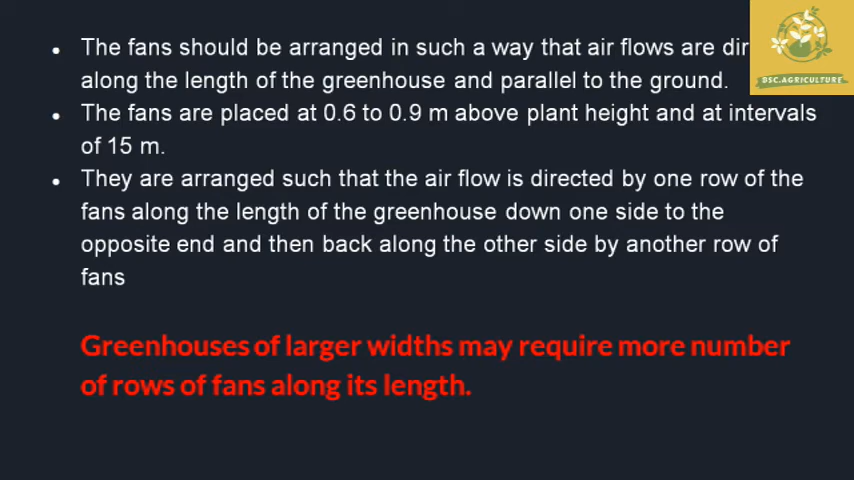 The fans should be arranged in such a way that air flows are
along the length of the greenhouse and parallel to the ground.
The fans are placed at 0.6 to 0.9 m above plant height and at intervals
of 15 m.
They are arranged such that the air flow is directed by one row of the
fans along the length of the greenhouse down one side to the
opposite end and then back along the other side by another row of
fans
Greenhouses of larger widths may require more number
of rows of fans along its length.
DSC.AGRICULTURE